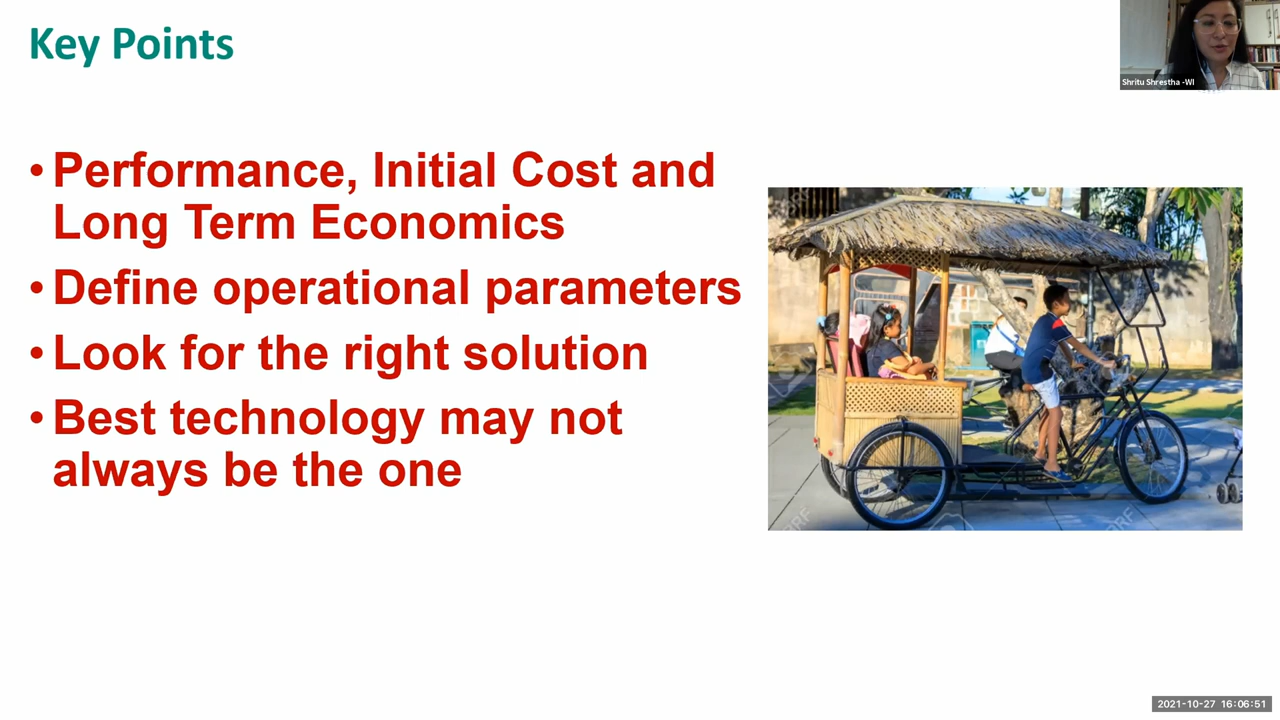 Key Points
Shritu Shrestha -WI
• Performance, Initial Cost and
Long Term Economics
• Define operational parameters
• Look for the right solution
• Best technology may not
always be the one
2021-10-27 16:06:51